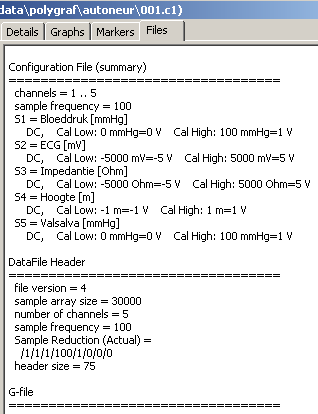 data\polygraf\autoneur\001.c1)
Details Graphs Markers Files
Configuration File (summary)
===================================
channels = 1 .. 5
sample frequency = 100
S1 = Bloeddruk [mmHg]
DC, Cal Low: 0 mmHg=0 V Cal High: 100 mmHg=1 V
S2 = ECG [mV]
DC, Cal Low: -5000 mV=-5 V Cal High: 5000 mV=5 V
S3 = Impedantie [Ohm]
DC, Cal Low: -5000 Ohm=-5 V Cal High: 5000 Ohm=5 V
S4 = Hoogte [m]
DC, Cal Low: -1 m=-1 V Cal High: 1 m=1 V
S5 = Valsalva [mmHg]
DC, Cal Low: 0 mmHg=0 V Cal High: 100 mmHg=1 V
DataFile Header
===================================
file version = 4
sample array size = 30000
number of channels = 5
sample frequency = 100
Sample Reduction (Actual) =
/1/1/1/100/1/0/0/0
header size = 75
G-file
===================================